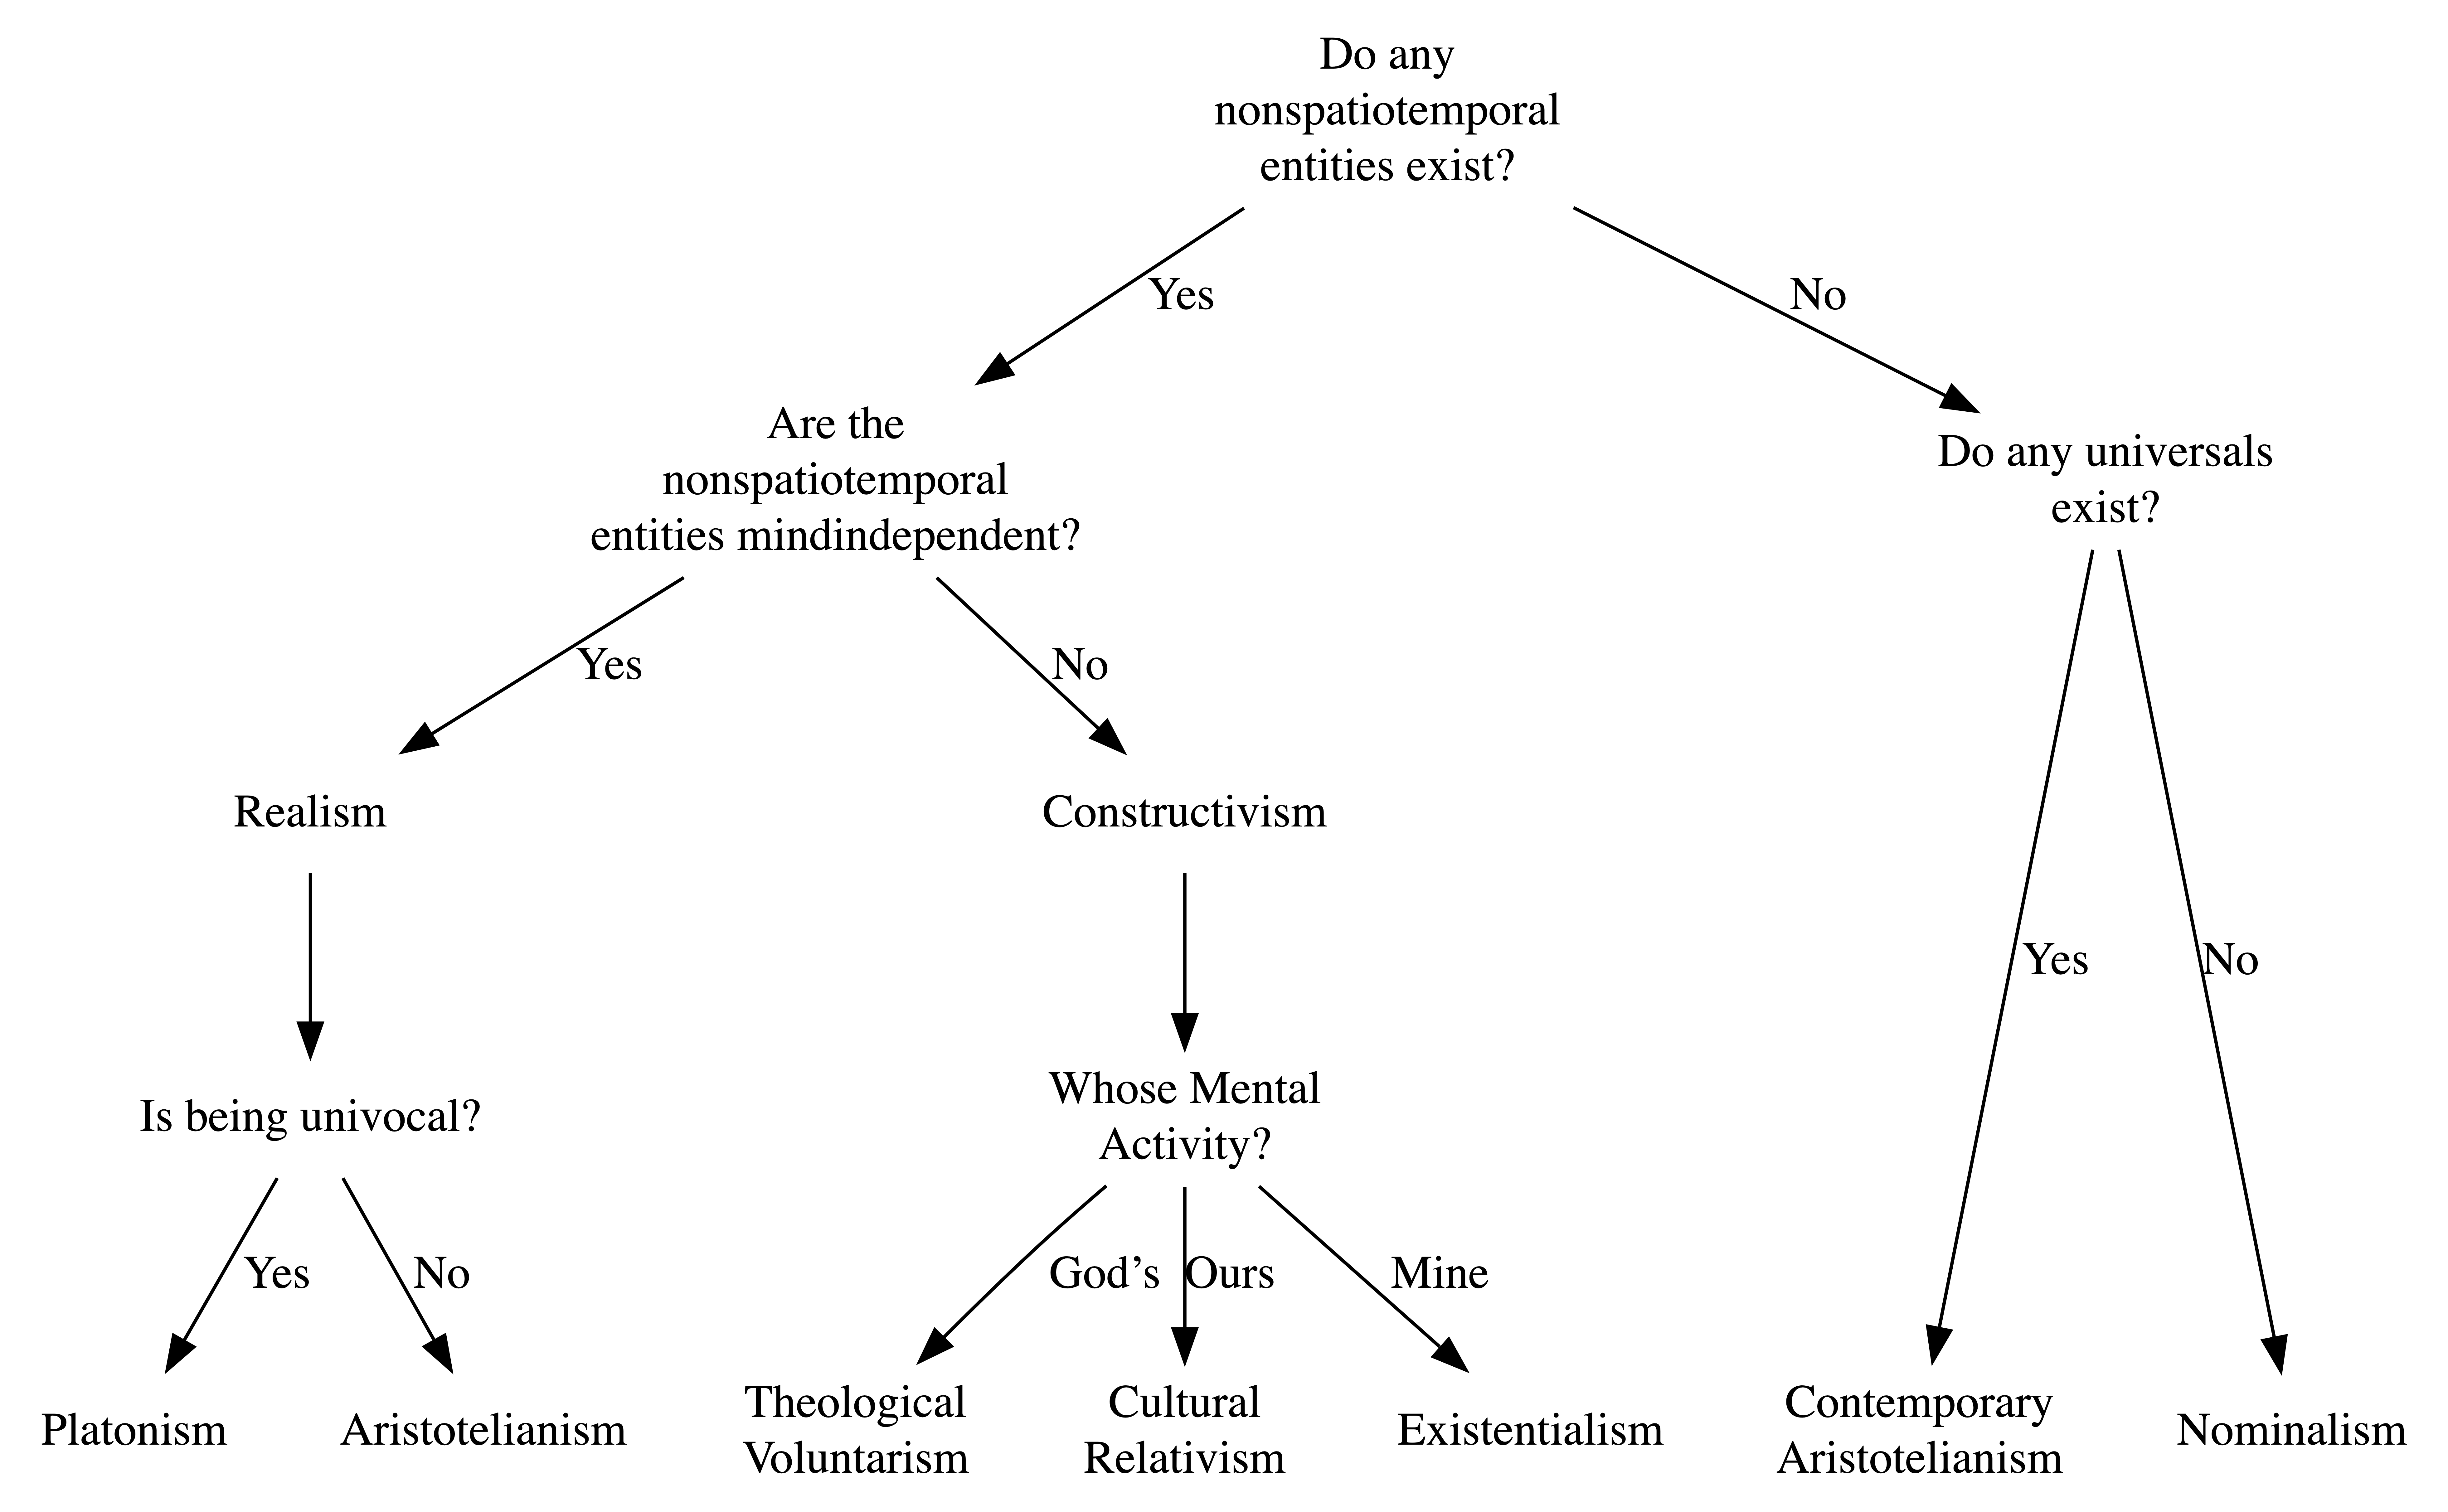 Do any
nonspatiotemporal
entities exist?
Yes
No
Are the
nonspatiotemporal
entities mindindependent?
Do any universals
exist?
Yes
No
Realism
Constructivism
Yes
No
Is being univocal?
Whose Mental
Activity?
Yes
No
God’s
Ours
Mine
Platonism
Aristotelianism
Theological
Voluntarism
Cultural
Relativism
Existentialism
Contemporary
Aristotelianism
Nominalism